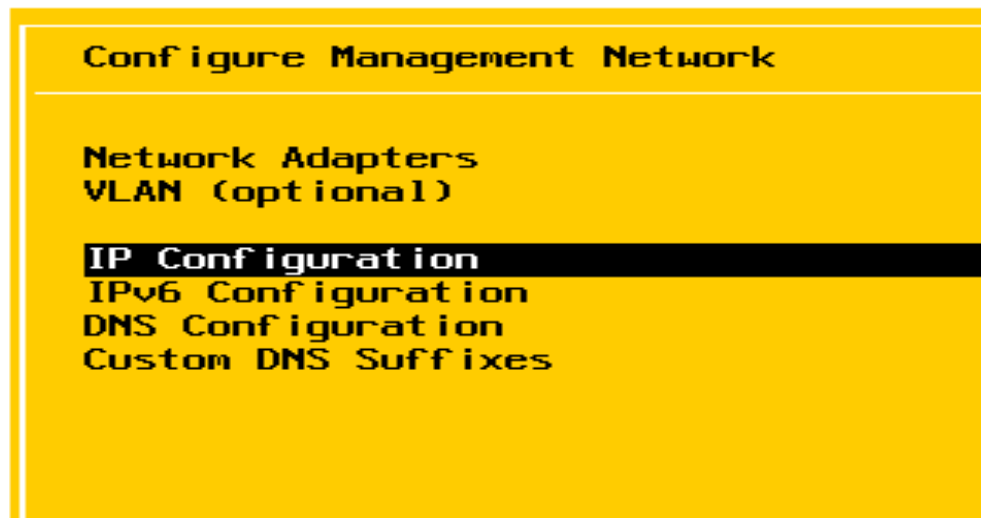 Configure Management Network
Network Adapters
VLAN (optional)
IP Configuration
IPv6 Configuration
DNS Configuration
Custom DNS Suffixes